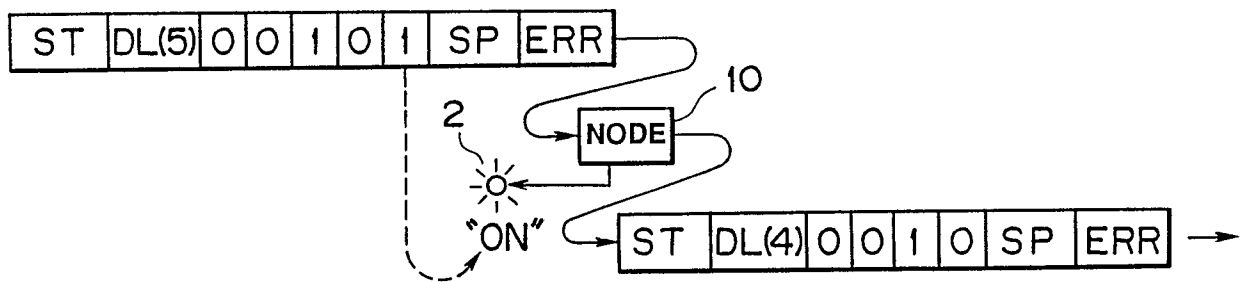 ST DL(5) 0 0 1 0 1 SP ERR
10
NODE
2
"ON"
ST DL(4) 0 0 1 0 SP ERR